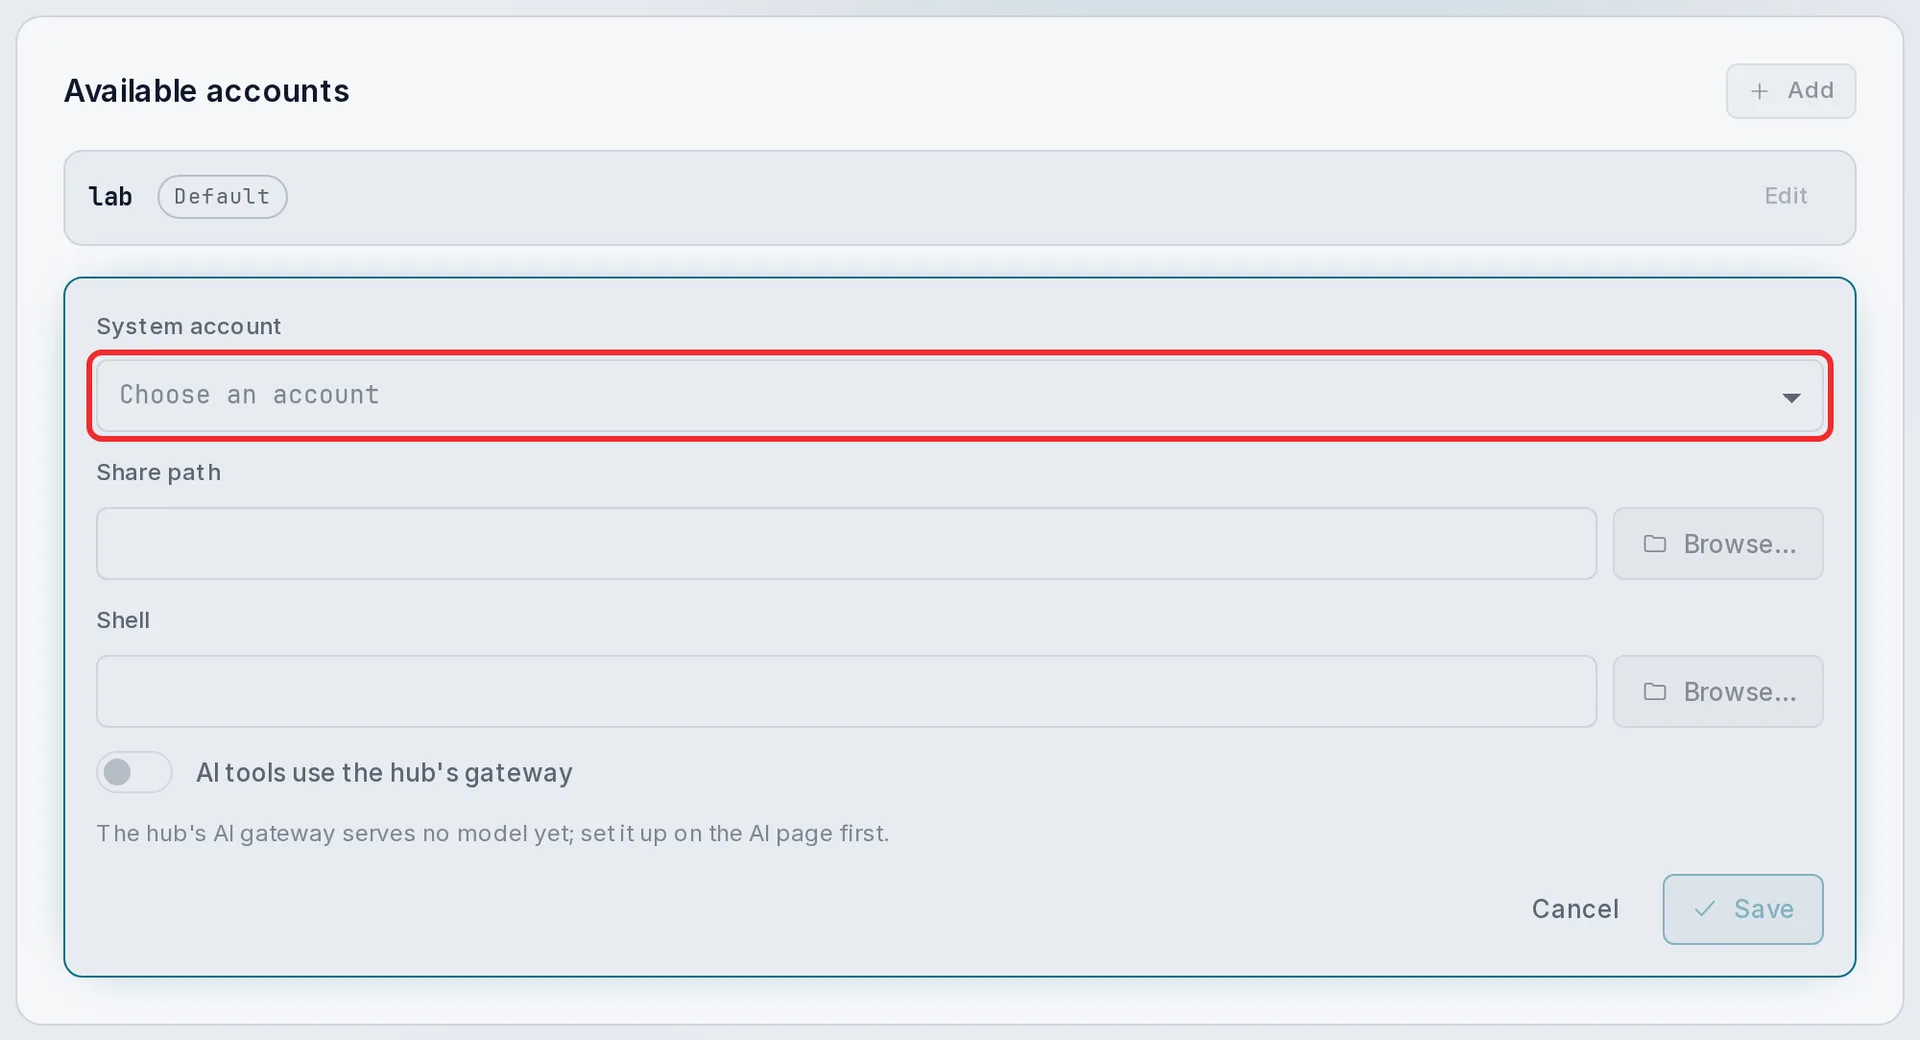 Available accounts
Add
lab
Default
Edit
System account
Choose an account
Share path
Browse...
Shell
Browse...
AI tools use the hub's gateway
The hub's AI gateway serves no model yet; set it up on the AI page first.
Cancel
Save